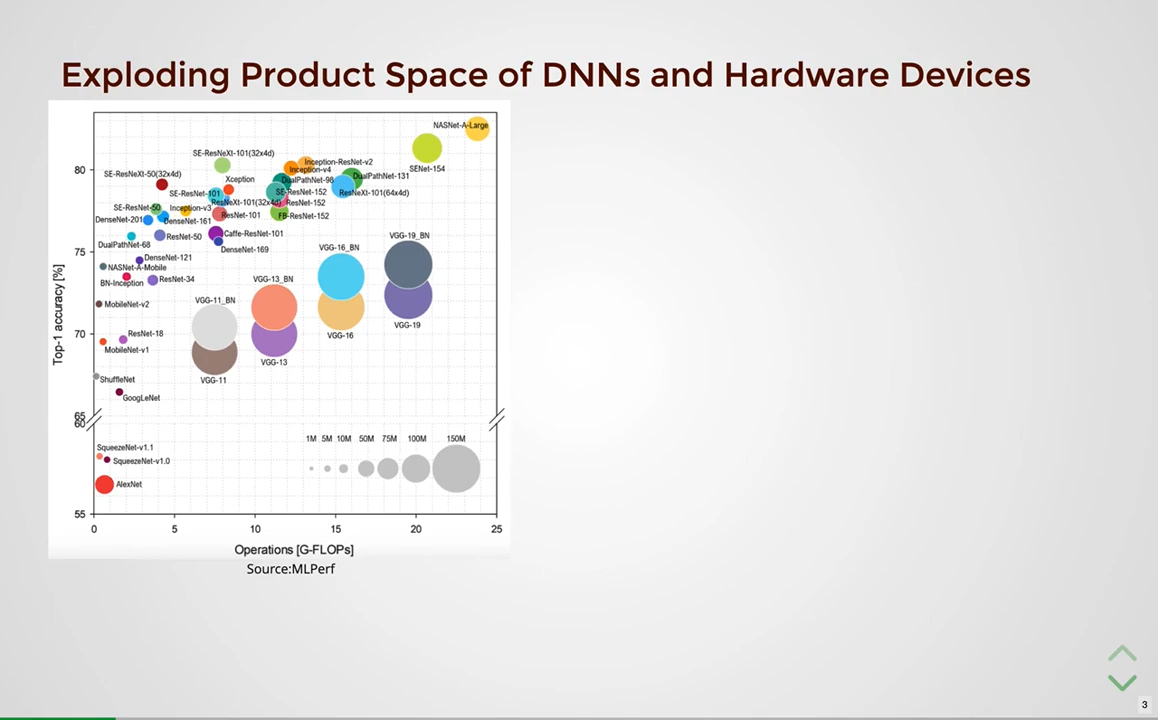 Exploding Product Space of DNNs and Hardware Devices
NASNet-A-Large
SE-ResNeXt-101(32x4d)
Inception-ResNet-v2
80
Inception-v4
SENet-154
SE-ResNeXt-50(32x4d)
Xception
DualPathNet-98
DualPathNet-131
SE-ResNet-101
SE-ResNet-152
ResNeXt-101(64x4d)
ResNeXt-101(32x4d)
ResNet-152
SE-ResNet-50
Inception-v3
ResNet-101
FB-ResNet-152
DenseNet-201
DenseNet-161
Caffe-ResNet-101
ResNet-50
VGG-19_BN
DualPathNet-68
DenseNet-169
VGG-16_BN
75
DenseNet-121
NASNet-A-Mobile
BN-Inception
ResNet-34
VGG-13_BN
VGG-11_BN
MobileNet-v2
VGG-19
70
ResNet-18
VGG-16
MobileNet-v1
VGG-13
ShuffleNet
VGG-11
GoogLeNet
65
60
1M 5M 10M 50M 75M 100M 150M
SqueezeNet-v1.1
SqueezeNet-v1.0
AlexNet
55
Top-1 accuracy [%]
0 5 10 15 20 25
Operations [G-FLOPs]
Source:MLPerf
3